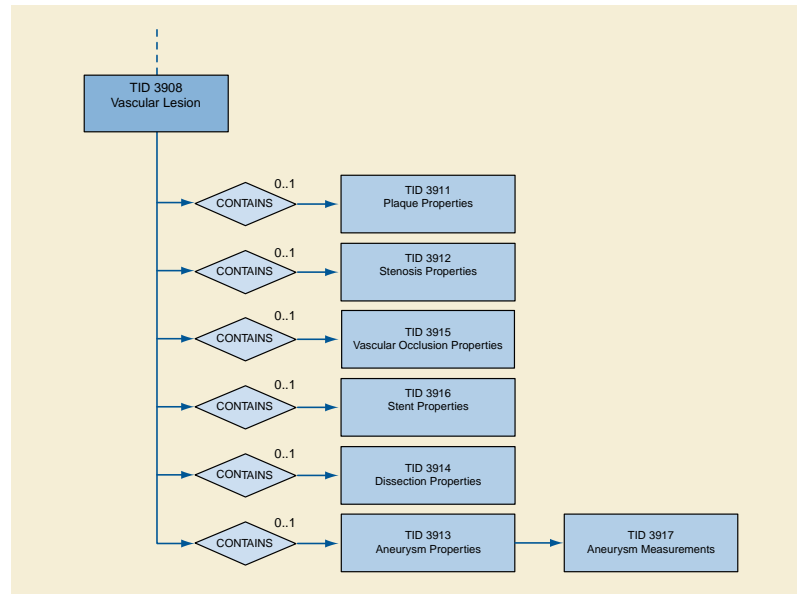 TID 3908
Vascular Lesion
0..1
CONTAINS
TID 3911
Plaque Properties
0..1
CONTAINS
TID 3912
Stenosis Properties
0..1
CONTAINS
TID 3915
Vascular Occlusion Properties
0..1
CONTAINS
TID 3916
Stent Properties
0..1
CONTAINS
TID 3914
Dissection Properties
0..1
CONTAINS
TID 3913
Aneurysm Properties
TID 3917
Aneurysm Measurements